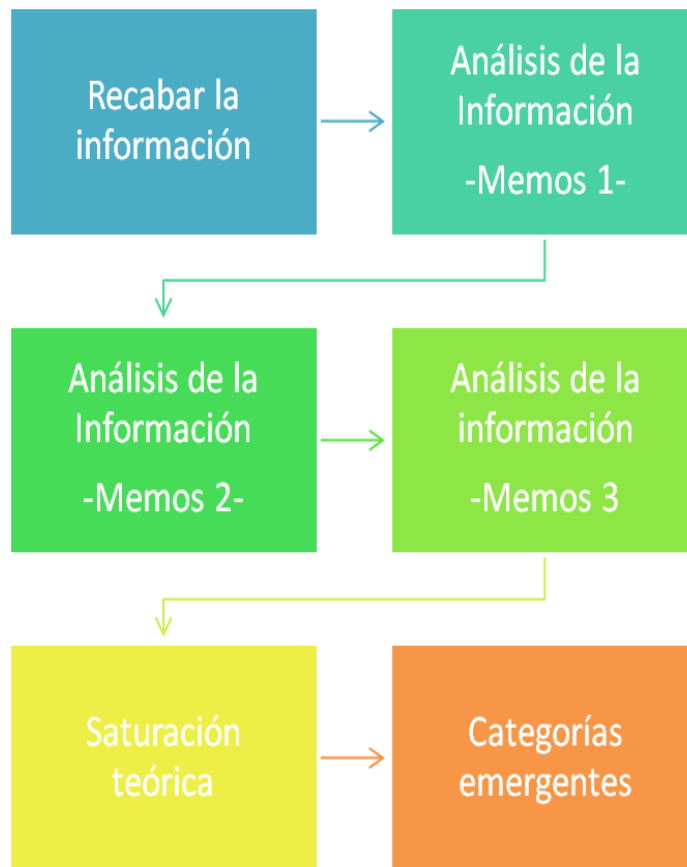 Recabar la
información
Análisis de la
Información
-Memos 1-
Análisis de la
Información
-Memos 2-
Análisis de la
información
-Memos 3
Saturación
teórica
Categorías
emergentes